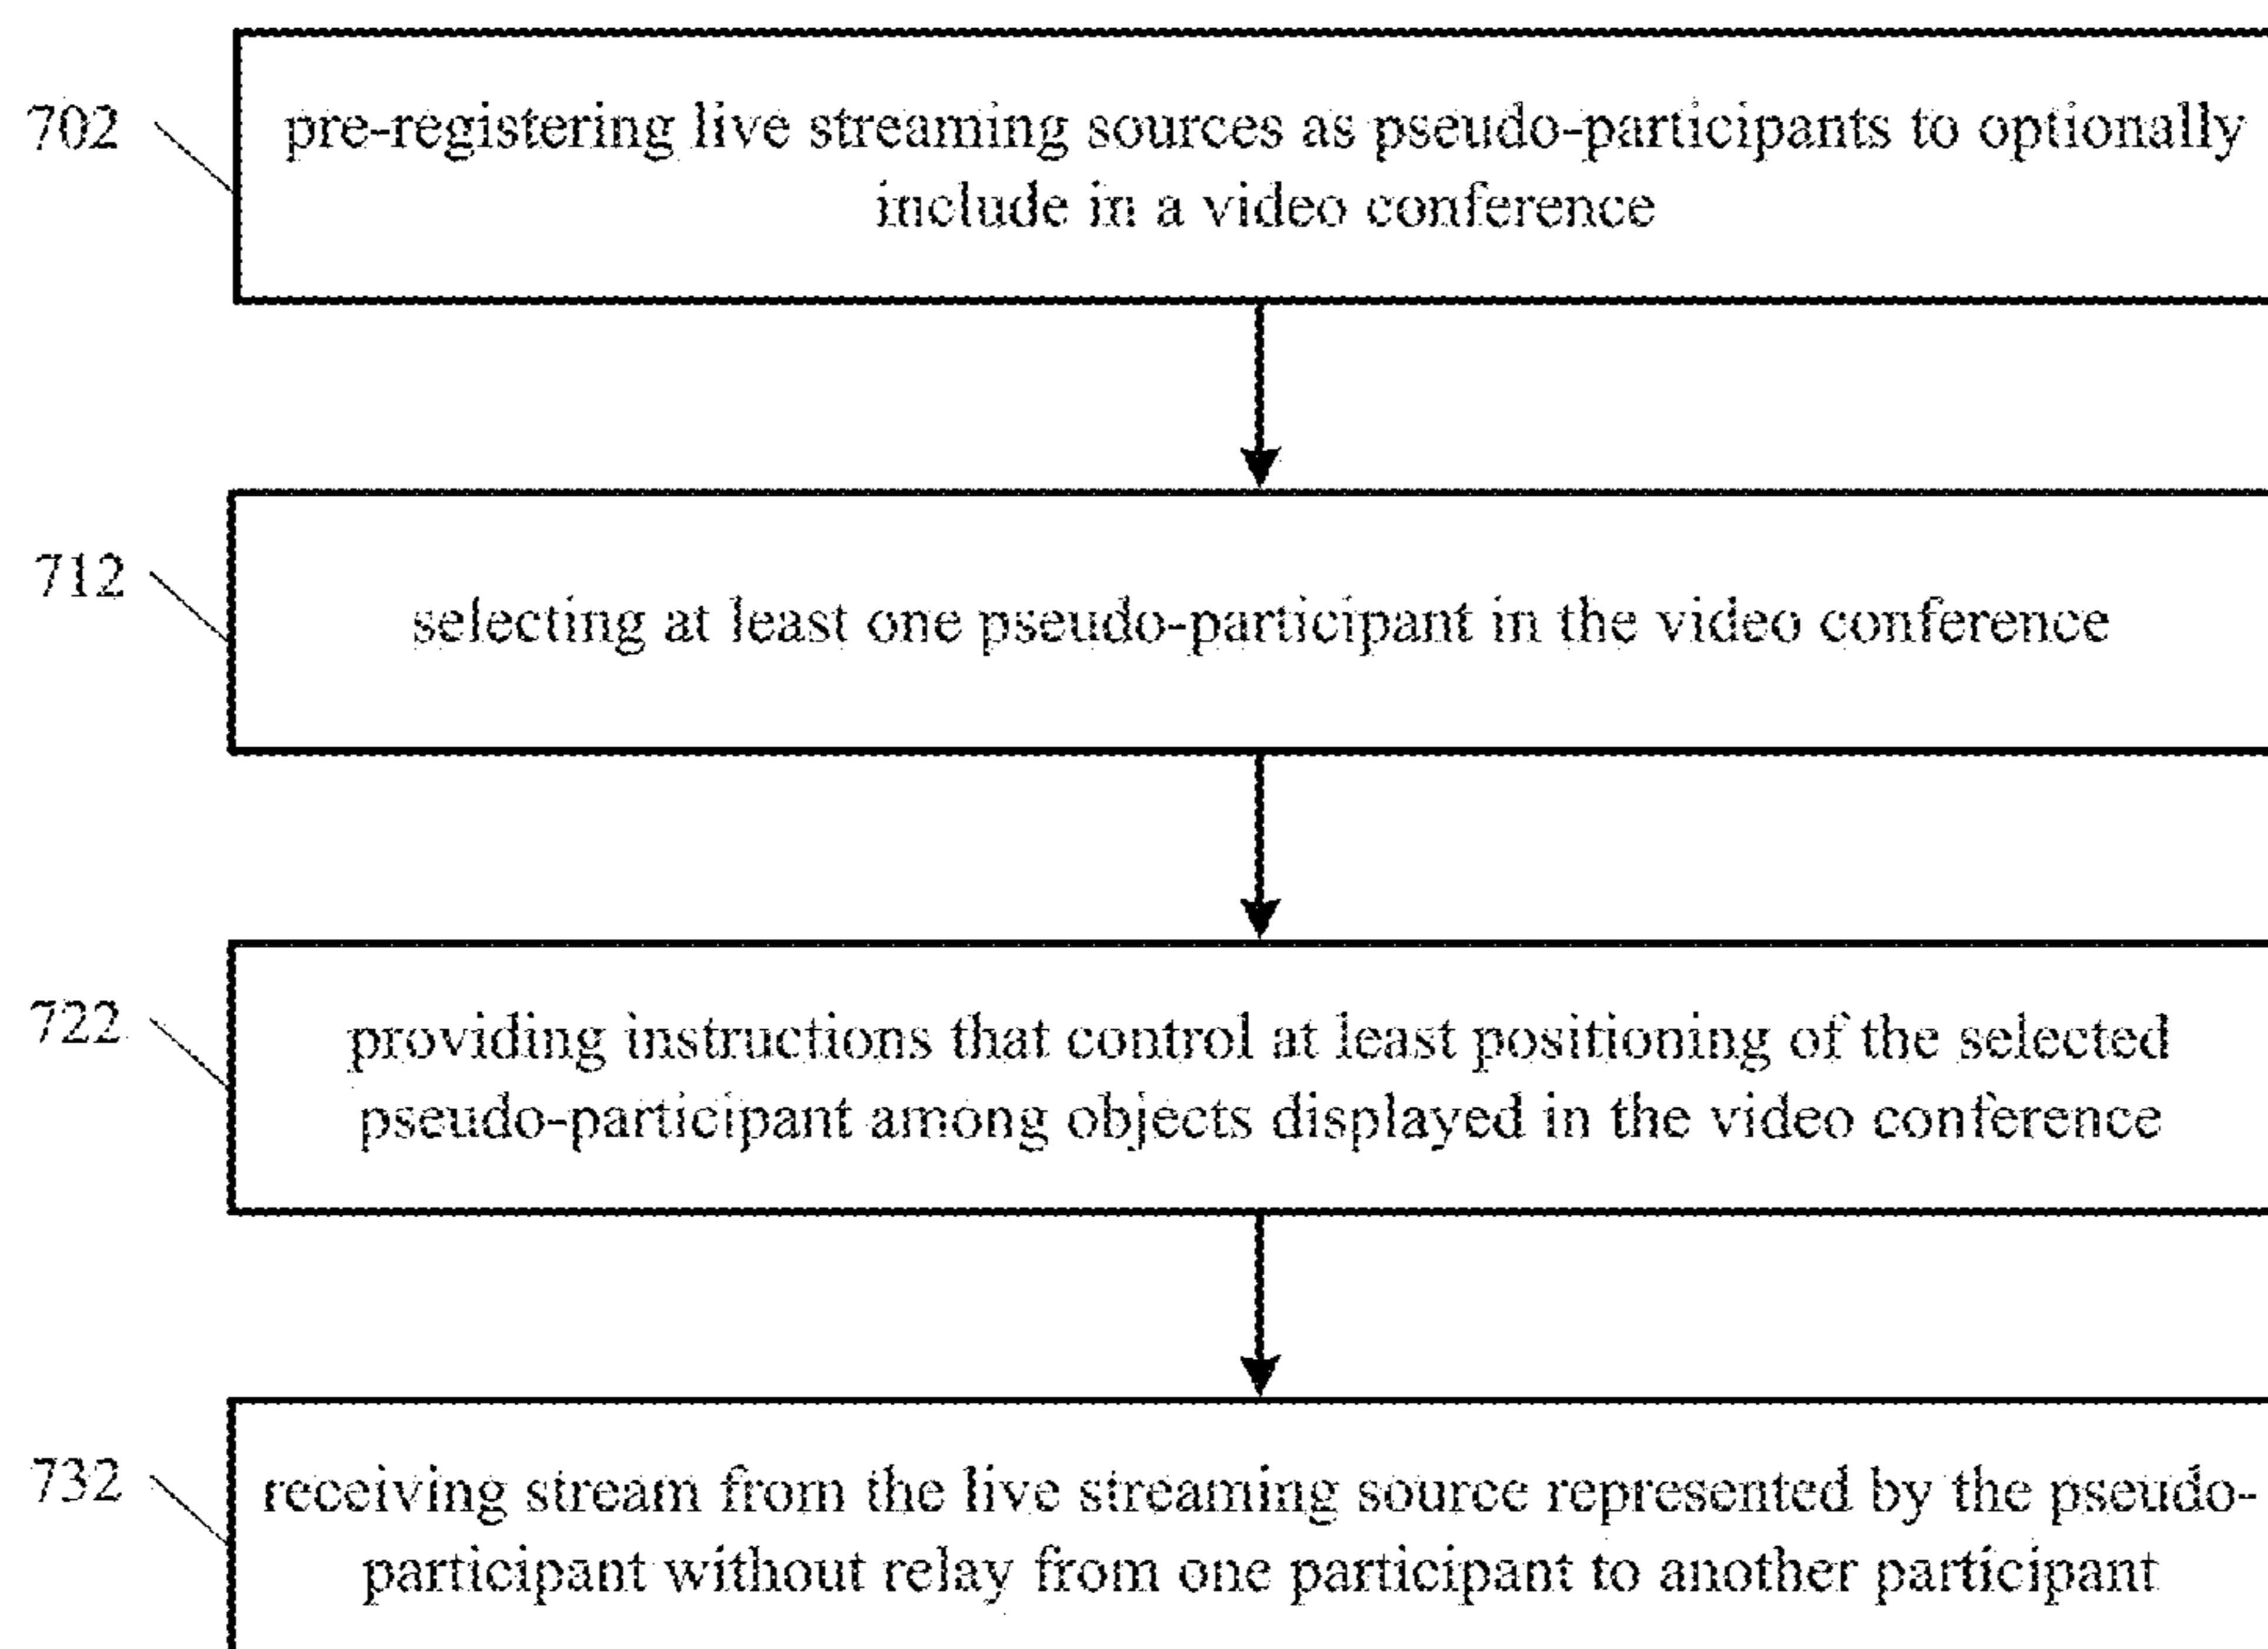 702
pre-registering live streaming sources as pseudo-participants to optionally
include in a video conference
712
selecting at least one pseudo-participant in the video conference
722
providing instructions that control at least positioning of the selected
pseudo-participant among objects displayed in the video conference
732
receiving stream from the live streaming source represented by the pseudo-
participant without relay from one participant to another participant